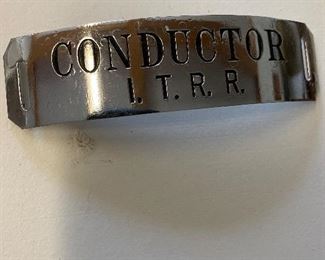 CONDUCTOR
I. T. R. R.